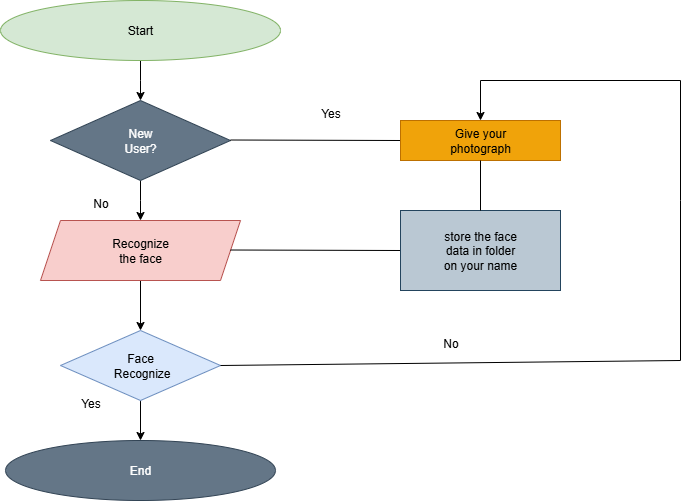 Start
New
User?
Yes
Give your
photograph
No
Recognize
the face
store the face
data in folder
on your name
Face
Recognize
No
Yes
End